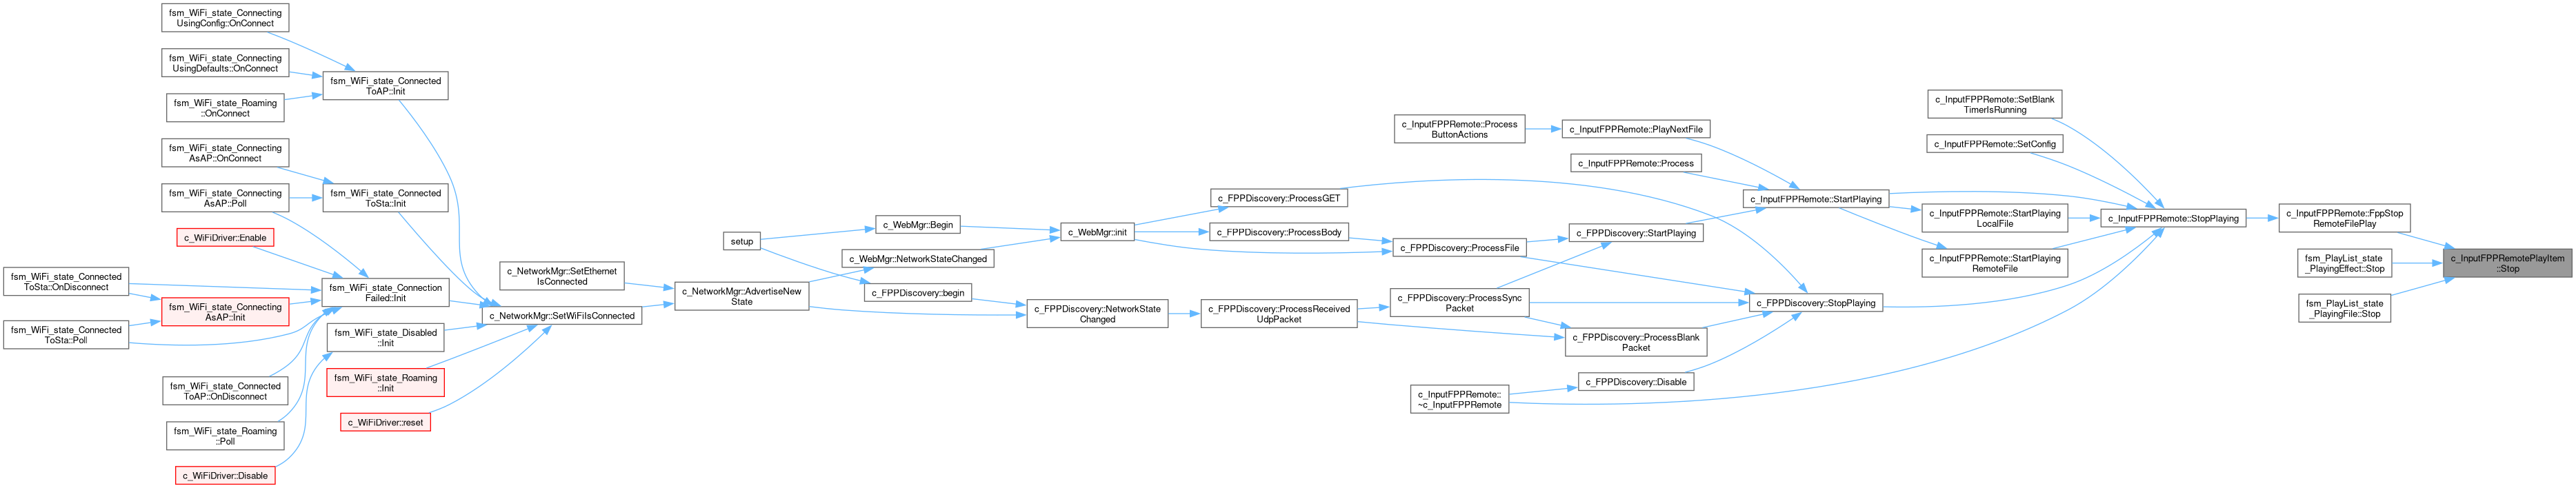 fsm_WiFi_state_Connecting
UsingConfig::OnConnect
fsm_WiFi_state_Connecting
UsingDefaults::OnConnect
fsm_WiFi_state_Roaming
::OnConnect
fsm_WiFi_state_Connecting
AsAP::OnConnect
fsm_WiFi_state_Connecting
AsAP::Poll
c_WiFiDriver::Enable
fsm_WiFi_state_Connected
ToSta::OnDisconnect
fsm_WiFi_state_Connecting
AsAP::Init
fsm_WiFi_state_Connected
ToSta::Poll
fsm_WiFi_state_Connected
ToAP::OnDisconnect
fsm_WiFi_state_Roaming
::Poll
c_WiFiDriver::Disable
fsm_WiFi_state_Connected
ToAP::Init
fsm_WiFi_state_Connected
ToSta::Init
fsm_WiFi_state_Connection
Failed::Init
fsm_WiFi_state_Disabled
::Init
fsm_WiFi_state_Roaming
::Init
c_WiFiDriver::reset
c_NetworkMgr::SetEthernet
IsConnected
c_NetworkMgr::SetWiFiIsConnected
c_NetworkMgr::AdvertiseNew
State
setup
c_WebMgr::Begin
c_WebMgr::NetworkStateChanged
c_FPPDiscovery::begin
c_WebMgr::init
c_FPPDiscovery::NetworkState
Changed
c_FPPDiscovery::ProcessGET
c_FPPDiscovery::ProcessBody
c_FPPDiscovery::ProcessReceived
UdpPacket
c_InputFPPRemote::Process
ButtonActions
c_FPPDiscovery::ProcessFile
c_FPPDiscovery::ProcessSync
Packet
c_InputFPPRemote::
~c_InputFPPRemote
c_InputFPPRemote::PlayNextFile
c_InputFPPRemote::Process
c_FPPDiscovery::StartPlaying
c_FPPDiscovery::ProcessBlank
Packet
c_FPPDiscovery::Disable
c_InputFPPRemote::StartPlaying
c_FPPDiscovery::StopPlaying
c_InputFPPRemote::SetBlank
TimerIsRunning
c_InputFPPRemote::SetConfig
c_InputFPPRemote::StartPlaying
LocalFile
c_InputFPPRemote::StartPlaying
RemoteFile
c_InputFPPRemote::StopPlaying
c_InputFPPRemote::FppStop
RemoteFilePlay
fsm_PlayList_state
_PlayingEffect::Stop
fsm_PlayList_state
_PlayingFile::Stop
c_InputFPPRemotePlayItem
::Stop